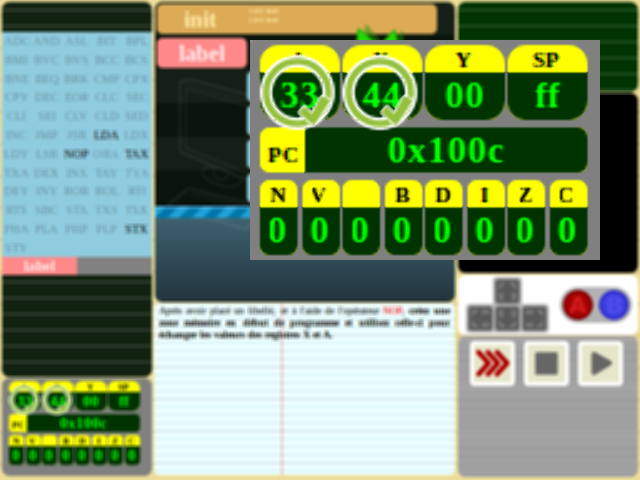 init
label
ADC AND ASL BIT BPL
BMI BVC BVS BCC BCS
BNE BEQ BRK CMP CPX
CPY DEC EOR CLC SEC
CLI SEI CLV CLD SED
INC JMP JSR LDA LDX
LDY LSR NOP ORA TAX
TXA DEX INX TAY TYA
DEY INY ROR ROL RTI
RTS SBC STA TXS TSX
PHA PLA PHP PLP STX
STY
label
Y SP
33 44 00 ff
PC 0x100c
N V B D I Z C
0 0 0 0 0 0 0 0
Après avoir placé un libellé, et à l'aide de l'opérateur NOP, créez une
zone mémoire en début de programme et utilisez celle-ci pour
échanger les valeurs des registres X et A.
A B
33 44 00 ff
PC 0x100c
N V B D I Z C
0 0 0 0 0 0 0 0